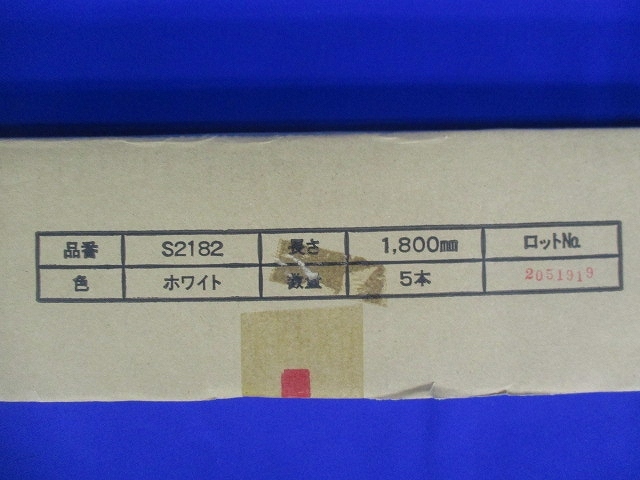 品番 S2182 長さ 1,800㎜ ロット№
色 ホワイト 数量 5本 2051919